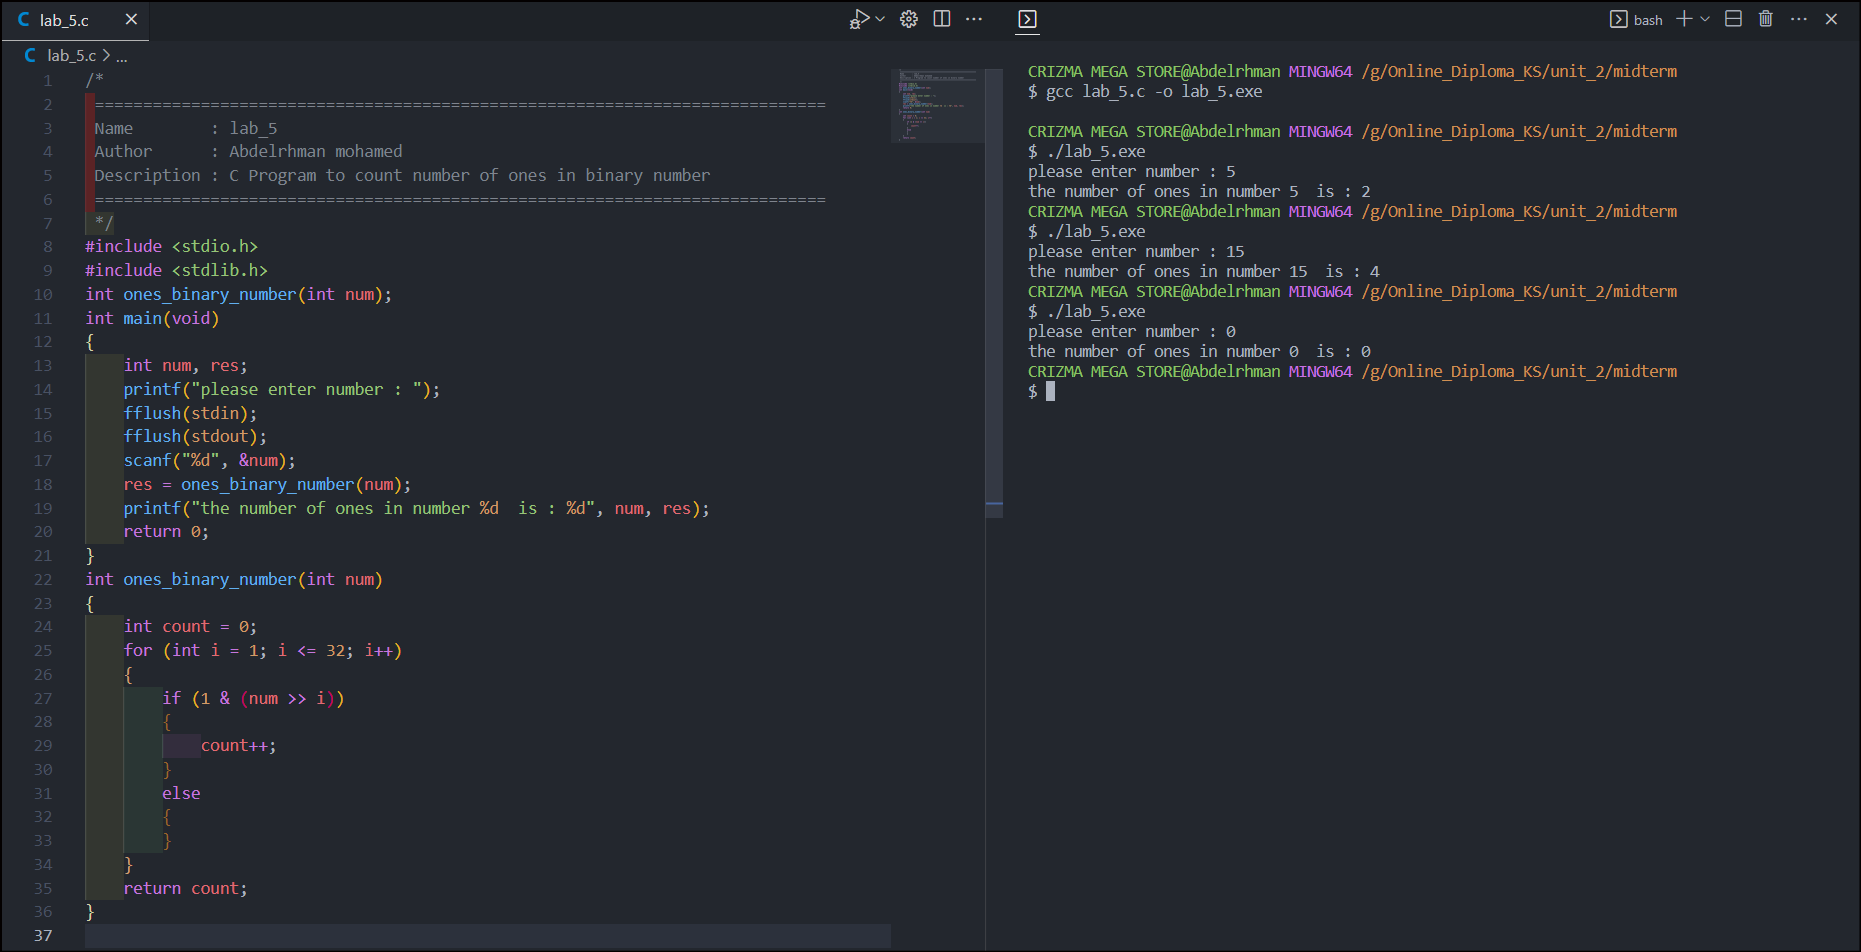 lab_5.c
lab_5.c > ...
1 /*
2 ============================================================================
3 Name        : lab_5
4 Author      : Abdelrhman mohamed
5 Description : C Program to count number of ones in binary number
6 ============================================================================
7 */
8 #include <stdio.h>
9 #include <stdlib.h>
10 int ones_binary_number(int num);
11 int main(void)
12 {
13     int num, res;
14     printf("please enter number : ");
15     fflush(stdin);
16     fflush(stdout);
17     scanf("%d", &num);
18     res = ones_binary_number(num);
19     printf("the number of ones in number %d  is : %d", num, res);
20     return 0;
21 }
22 int ones_binary_number(int num)
23 {
24     int count = 0;
25     for (int i = 1; i <= 32; i++)
26     {
27         if (1 & (num >> i))
28         {
29             count++;
30         }
31         else
32         {
33         }
34     }
35     return count;
36 }
37
bash
CRIZMA MEGA STORE@Abdelrhman MINGW64 /g/Online_Diploma_KS/unit_2/midterm
$ gcc lab_5.c -o lab_5.exe
CRIZMA MEGA STORE@Abdelrhman MINGW64 /g/Online_Diploma_KS/unit_2/midterm
$ ./lab_5.exe
please enter number : 5
the number of ones in number 5  is : 2
CRIZMA MEGA STORE@Abdelrhman MINGW64 /g/Online_Diploma_KS/unit_2/midterm
$ ./lab_5.exe
please enter number : 15
the number of ones in number 15  is : 4
CRIZMA MEGA STORE@Abdelrhman MINGW64 /g/Online_Diploma_KS/unit_2/midterm
$ ./lab_5.exe
please enter number : 0
the number of ones in number 0  is : 0
CRIZMA MEGA STORE@Abdelrhman MINGW64 /g/Online_Diploma_KS/unit_2/midterm
$